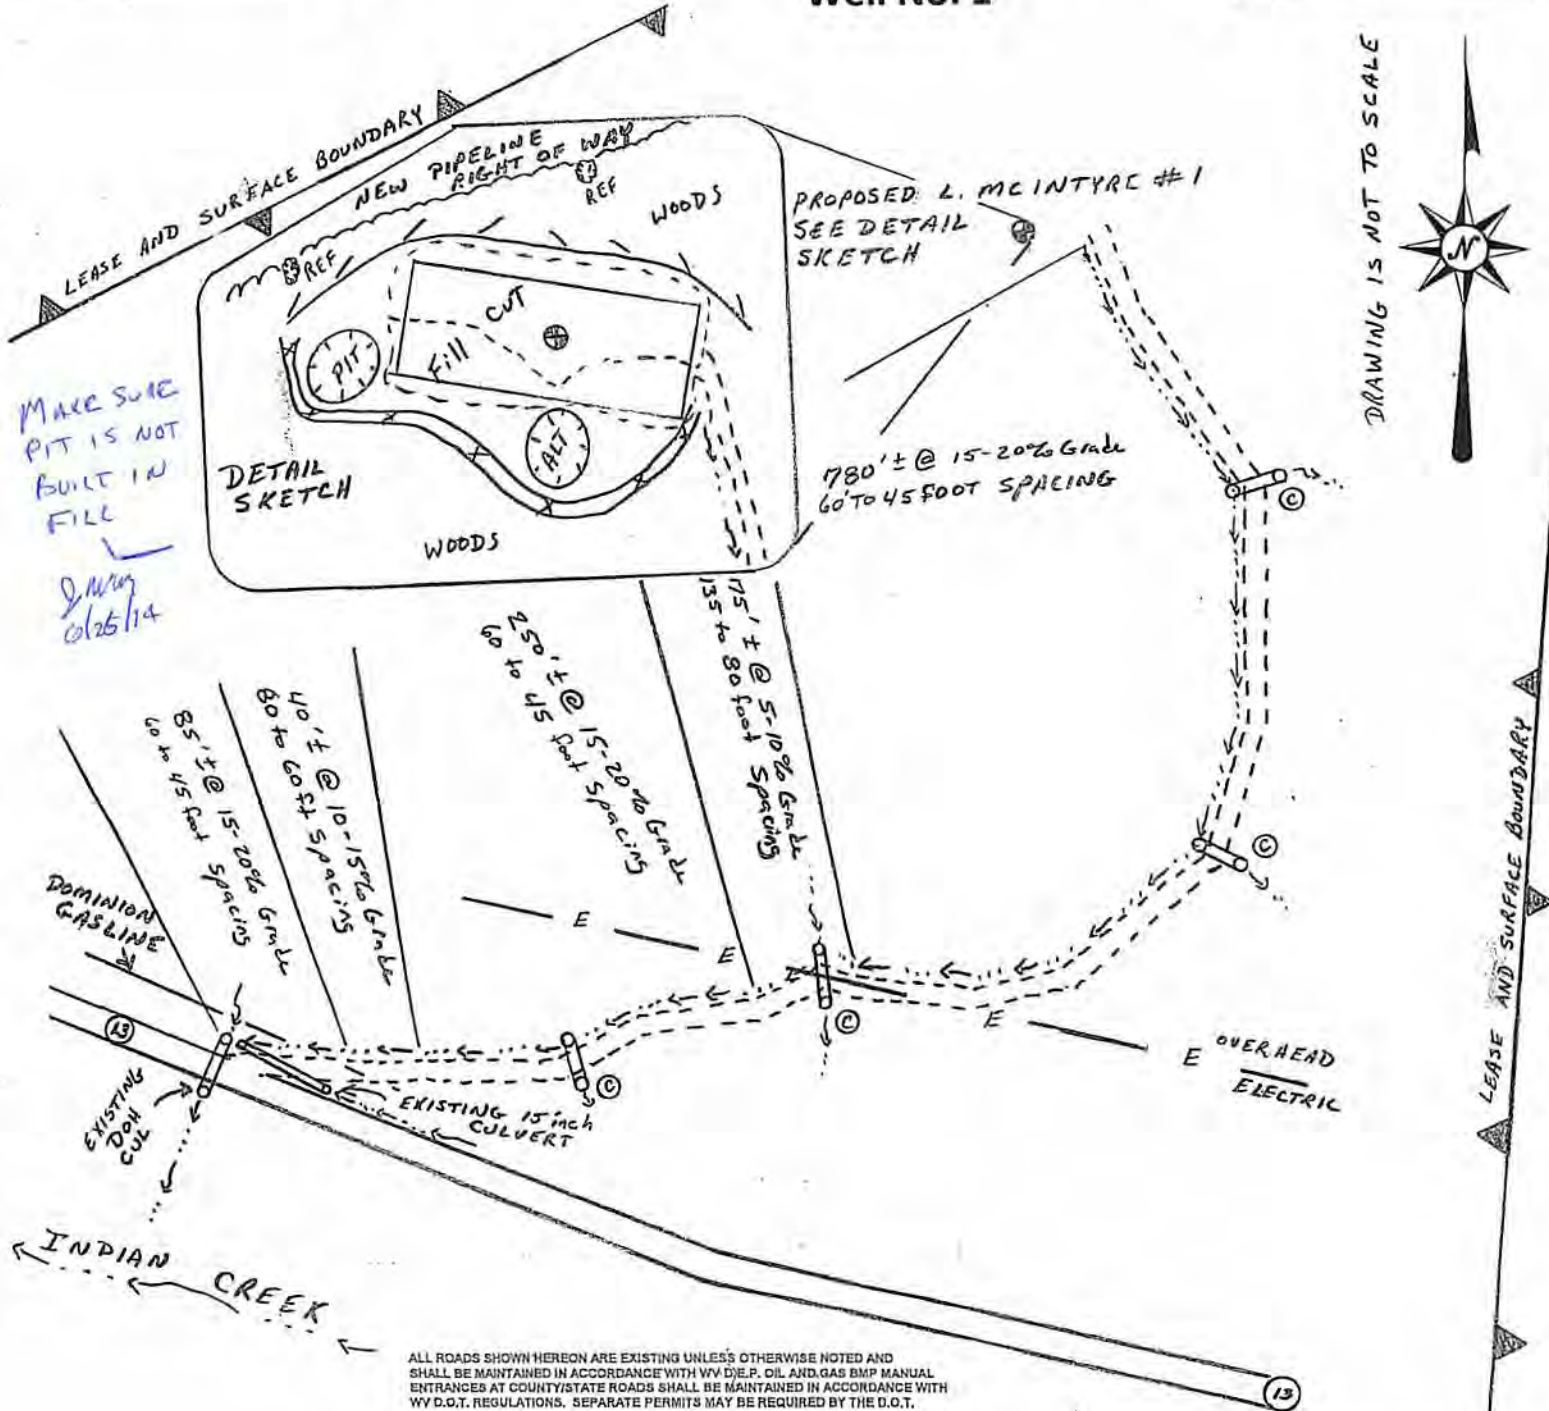 Well No. 1
LEASE AND SURFACE BOUNDARY
NEW PIPELINE
RIGHT OF WAY
REF
REF
WOODS
CUT
Fill
PIT
ALT
DETAIL
SKETCH
WOODS
PROPOSED L. MCINTYRE #1
SEE DETAIL
SKETCH
DRAWING IS NOT TO SCALE
N
MAKE SURE
PIT IS NOT
BUILT IN
FILL
6/25/14
780'± @ 15-20% Grade
60' TO 45 FOOT SPACING
C
C
175'± @ 5-10% Grade
135 to 80 foot Spacing
250'± @ 15-20% Grade
60 to 45 foot Spacing
40'± @ 10-15% Grade
80 to 60 ft Spacing
85'± @ 15-20% Grade
60 to 45 foot Spacing
DOMINION
GASLINE
E
E
E
E
E
OVERHEAD
ELECTRIC
C
C
13
EXISTING
DOH
CUL
EXISTING 15 inch
CULVERT
LEASE AND SURFACE BOUNDARY
INDIAN CREEK
13
ALL ROADS SHOWN HEREON ARE EXISTING UNLESS OTHERWISE NOTED AND
SHALL BE MAINTAINED IN ACCORDANCE WITH WV D.E.P. OIL AND GAS BMP MANUAL
ENTRANCES AT COUNTY/STATE ROADS SHALL BE MAINTAINED IN ACCORDANCE WITH
WV D.O.T. REGULATIONS. SEPARATE PERMITS MAY BE REQUIRED BY THE D.O.T.